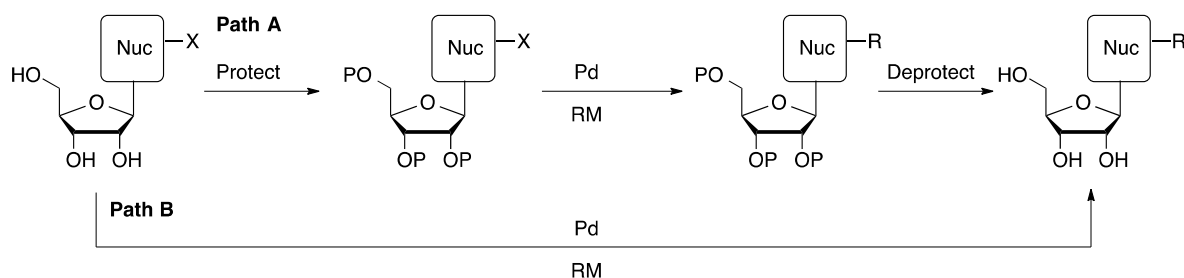 Path A
Nuc X
HO
O
OH OH
Protect
Nuc X
PO
O
OP OP
Pd
RM
Nuc R
PO
O
OP OP
Deprotect
Nuc R
HO
O
OH OH
Path B
Pd
RM